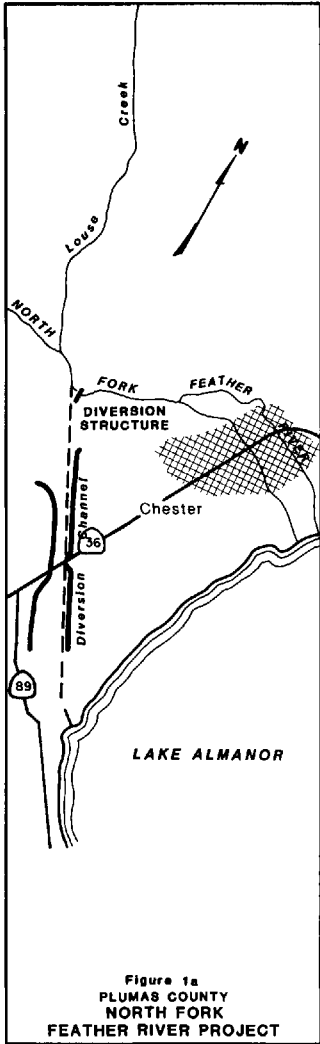 Louse Creek
N
NORTH FORK FEATHER RIVER
DIVERSION
STRUCTURE
Chester
36
Diversion Channel
89
LAKE ALMANOR
Figure 1a
PLUMAS COUNTY
NORTH FORK
FEATHER RIVER PROJECT